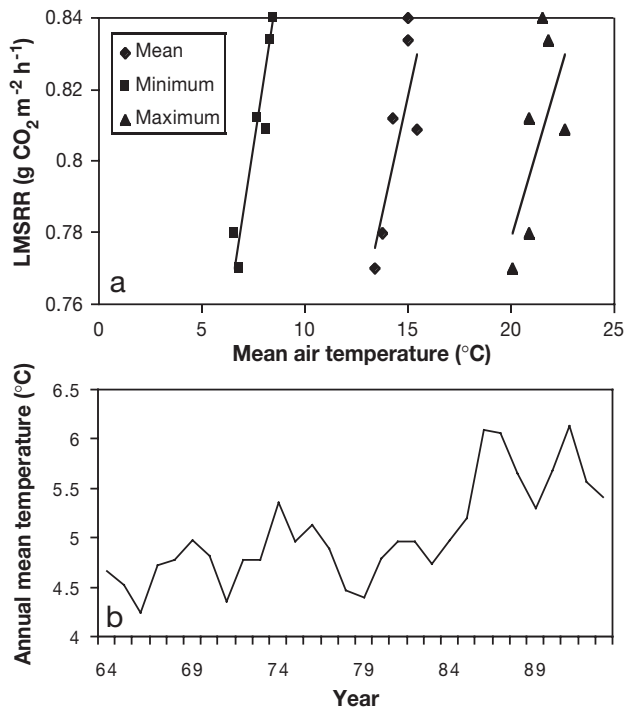 0.84
Mean
Minimum
Maximum
0.82
0.8
0.78
0.76
LMSRR (g CO₂ m⁻² h⁻¹)
a
0 5 10 15 20 25
Mean air temperature (°C)
6.5
6
5.5
5
4.5
4
Annual mean temperature (°C)
b
64 69 74 79 84 89
Year